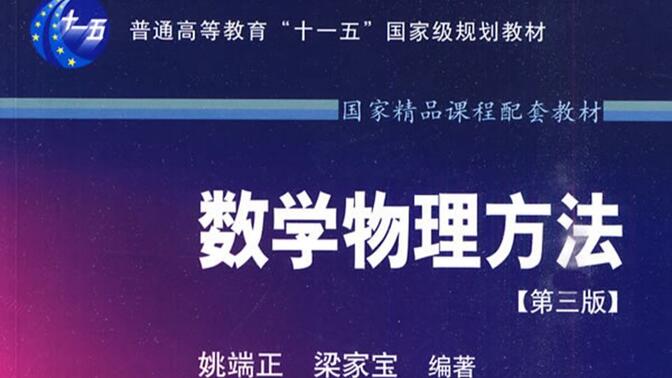 十一五
普通高等教育“十一五”国家级规划教材
国家精品课程配套教材
数学物理方法
【第三版】
姚端正 梁家宝 编著